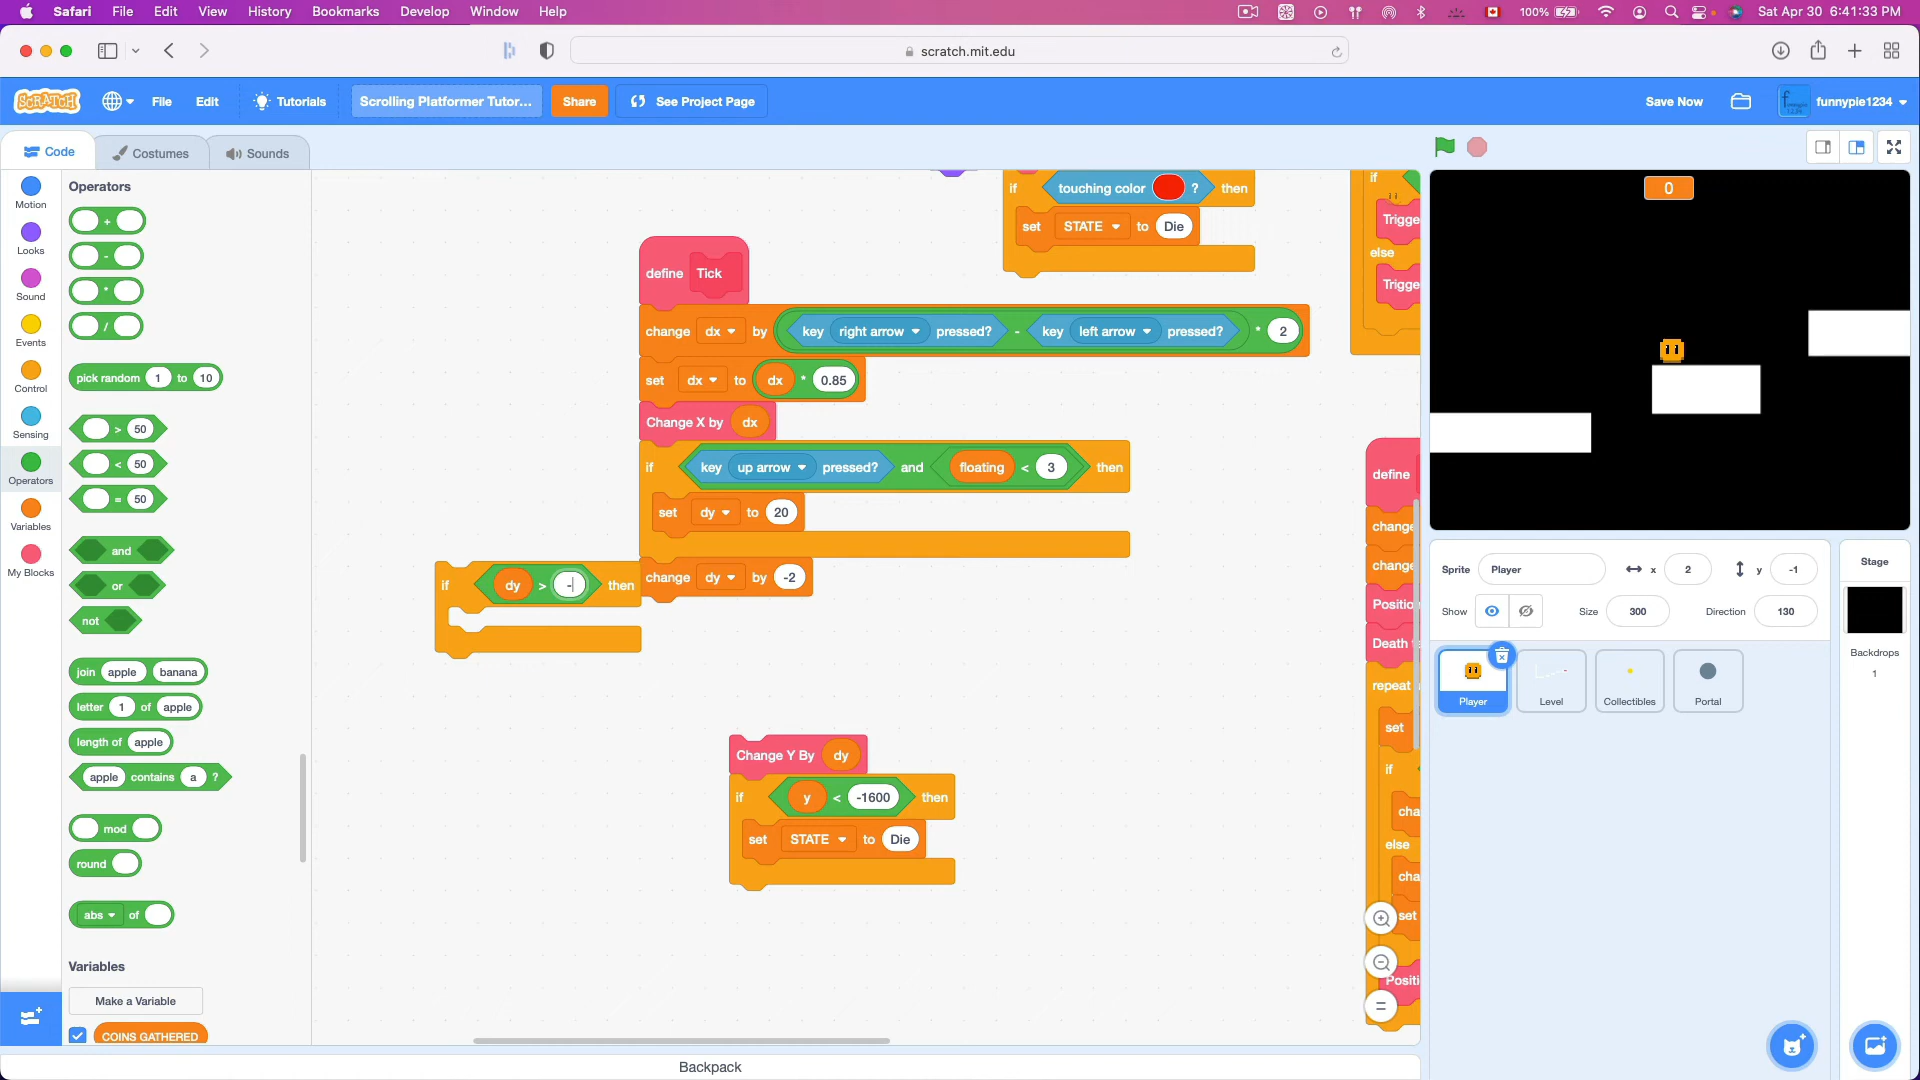 Safari File Edit View History Bookmarks Develop Window Help 100% Sat Apr 30 6:41:33 PM
scratch.mit.edu
SCRATCH File Edit Tutorials Scrolling Platformer Tutor... Share See Project Page Save Now funnypie1234
Code Costumes Sounds
Motion
Looks
Sound
Events
Control
Sensing
Operators
Variables
My Blocks
Operators
+
-
*
/
pick random 1 to 10
> 50
< 50
= 50
and
or
not
join apple banana
letter 1 of apple
length of apple
apple contains a ?
mod
round
abs of
Variables
Make a Variable
COINS GATHERED
if touching color ? then
set STATE to Die
define Tick
change dx by key right arrow pressed? - key left arrow pressed? * 2
set dx to dx * 0.85
Change X by dx
if key up arrow pressed? and floating < 3 then
set dy to 20
change dy by -2
if dy > - then
Change Y By dy
if y < -1600 then
set STATE to Die
if
Trigge
else
Trigge
define
change
change
Positio
Death
repeat
set
if
cha
else
cha
set
Positi
=
Backpack
0
Sprite Player x 2 y -1
Show Size 300 Direction 130
Player
Level
Collectibles
Portal
Stage
Backdrops
1